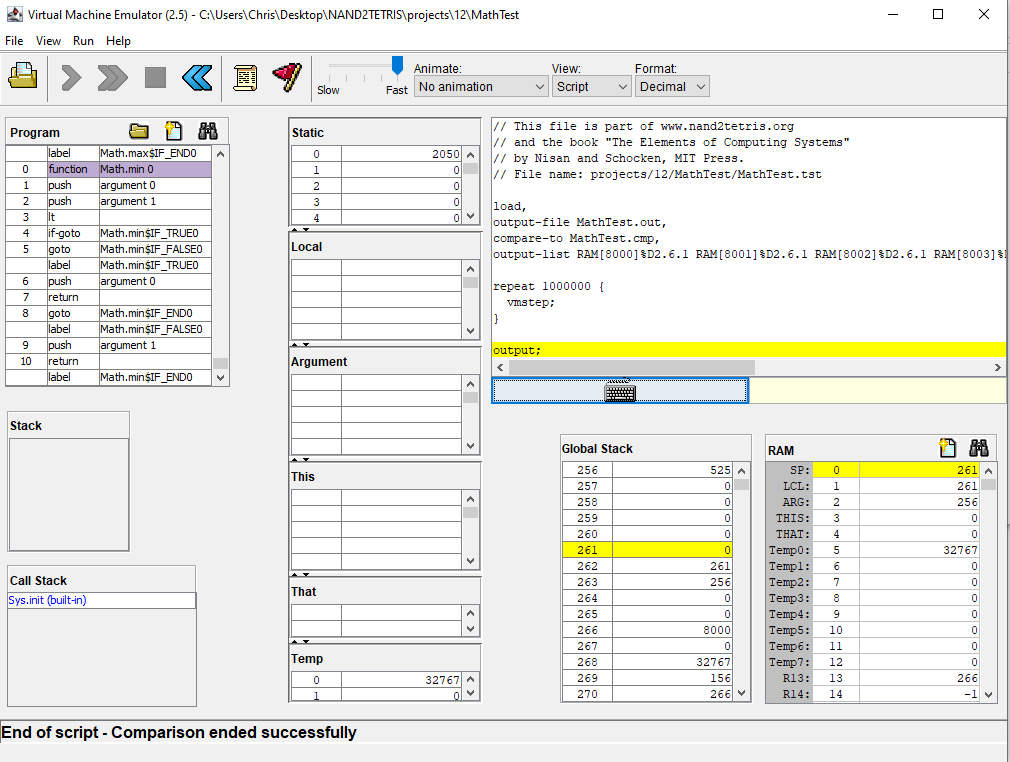 Virtual Machine Emulator (2.5) - C:\Users\Chris\Desktop\NAND2TETRIS\projects\12\MathTest
File View Run Help
Slow Fast
Animate:
No animation
View:
Script
Format:
Decimal
Program
label Math.max$IF_END0
0 function Math.min 0
1 push argument 0
2 push argument 1
3 lt
4 if-goto Math.min$IF_TRUE0
5 goto Math.min$IF_FALSE0
label Math.min$IF_TRUE0
6 push argument 0
7 return
8 goto Math.min$IF_END0
label Math.min$IF_FALSE0
9 push argument 1
10 return
label Math.min$IF_END0
Stack
Call Stack
Sys.init (built-in)
Static
0 2050
1 0
2 0
3 0
4 0
Local
Argument
This
That
Temp
0 32767
1 0
// This file is part of www.nand2tetris.org
// and the book "The Elements of Computing Systems"
// by Nisan and Schocken, MIT Press.
// File name: projects/12/MathTest/MathTest.tst
load,
output-file MathTest.out,
compare-to MathTest.cmp,
output-list RAM[8000]%D2.6.1 RAM[8001]%D2.6.1 RAM[8002]%D2.6.1 RAM[8003]%
repeat 1000000 {
vmstep;
}
output;
Global Stack
256 525
257 0
258 0
259 0
260 0
261 0
262 261
263 256
264 0
265 0
266 8000
267 0
268 32767
269 156
270 266
RAM
SP: 0 261
LCL: 1 261
ARG: 2 256
THIS: 3 0
THAT: 4 0
Temp0: 5 32767
Temp1: 6 0
Temp2: 7 0
Temp3: 8 0
Temp4: 9 0
Temp5: 10 0
Temp6: 11 0
Temp7: 12 0
R13: 13 266
R14: 14 -1
End of script - Comparison ended successfully